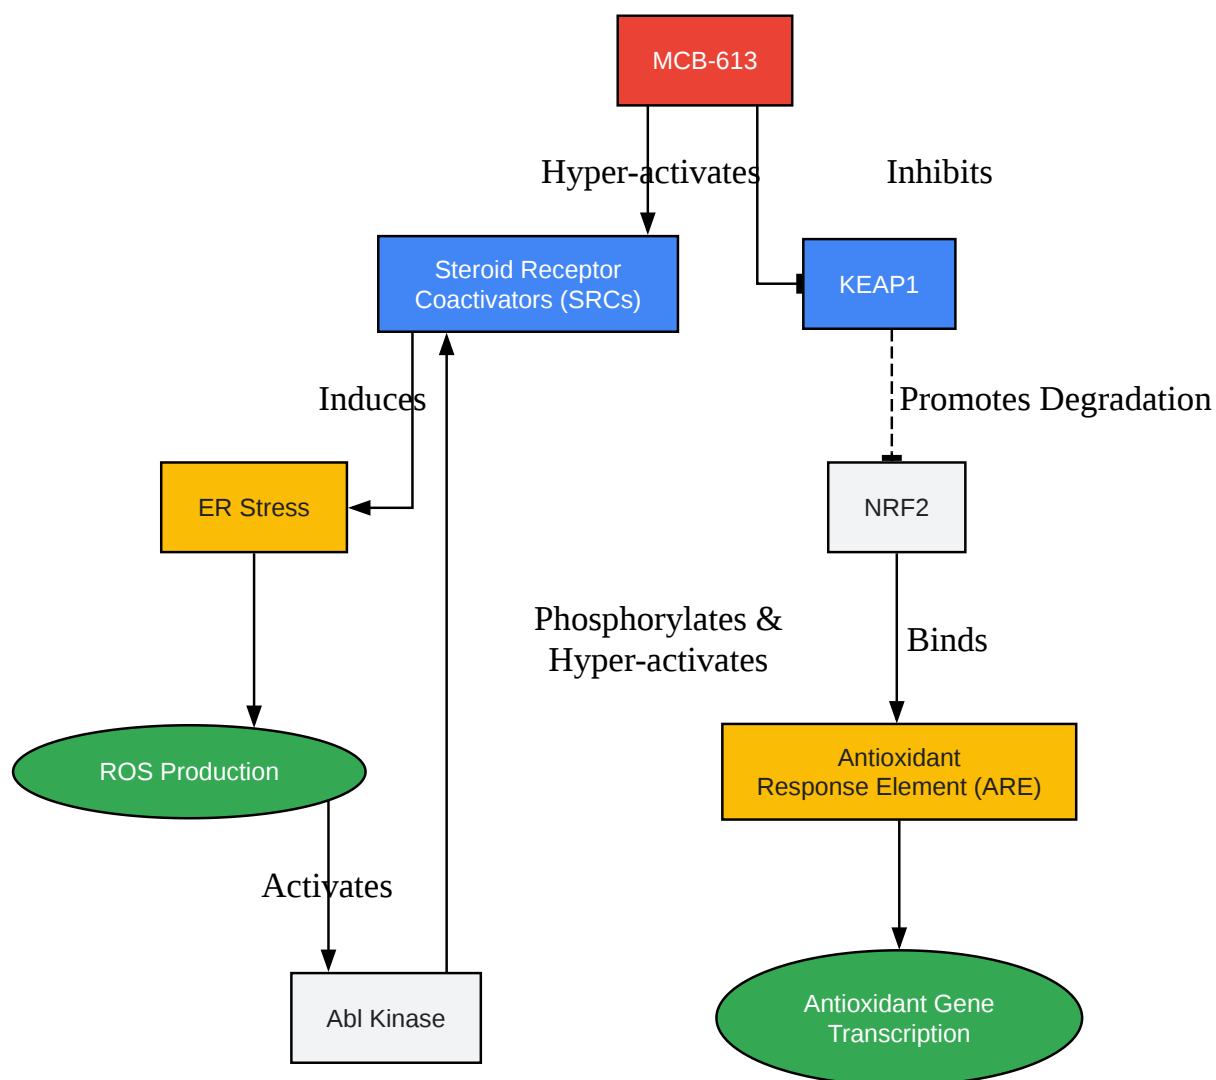 MCB-613
Hyper-activates
Inhibits
Steroid Receptor
Coactivators (SRCs)
KEAP1
Induces
Promotes Degradation
ER Stress
NRF2
Phosphorylates &
Hyper-activates
Binds
ROS Production
Antioxidant
Response Element (ARE)
Activates
Abl Kinase
Antioxidant Gene
Transcription